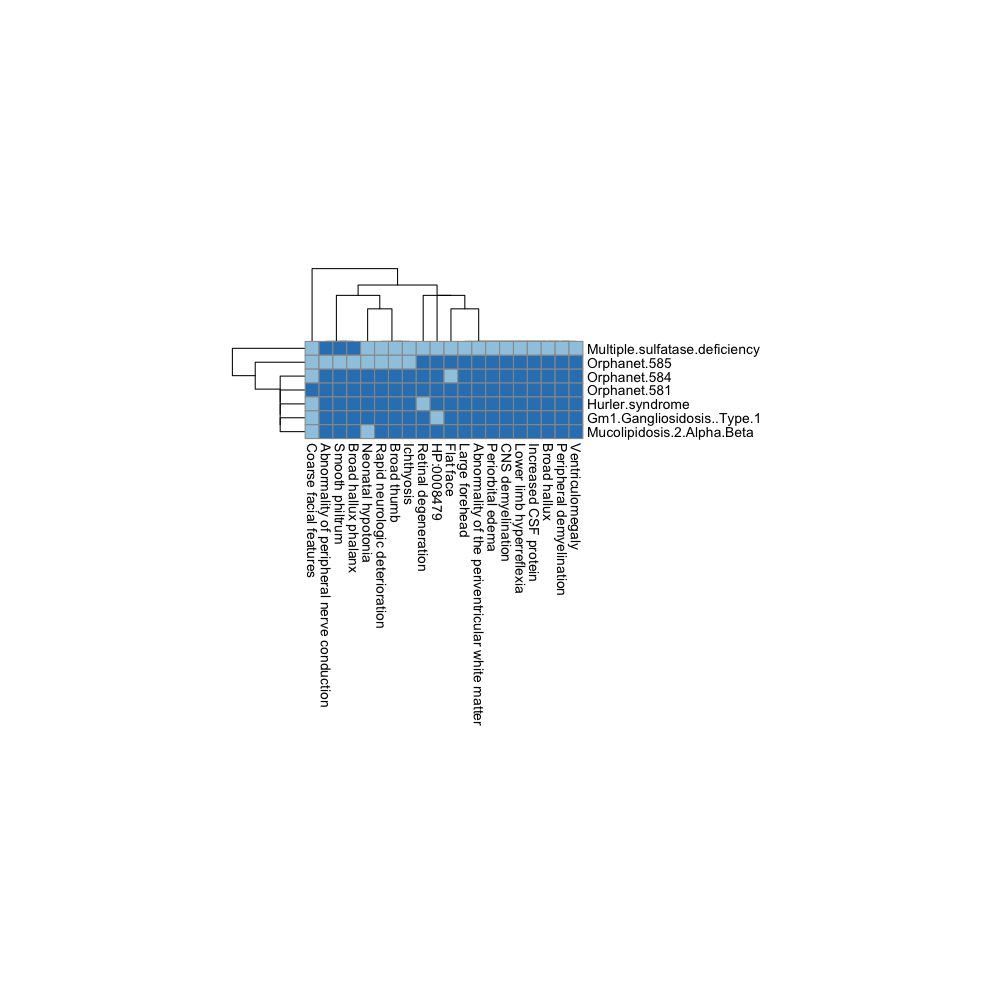 Multiple.sulfatase.deficiency
Orphanet.585
Orphanet.584
Orphanet.581
Hurler.syndrome
Gm1.Gangliosidosis..Type.1
Mucolipidosis.2.Alpha.Beta
Coarse facial features
Abnormality of peripheral nerve conduction
Smooth philtrum
Broad hallux phalanx
Neonatal hypotonia
Rapid neurologic deterioration
Broad thumb
Ichthyosis
Retinal degeneration
HP:0008479
Flat face
Large forehead
Abnormality of the periventricular white matter
Periorbital edema
CNS demyelination
Lower limb hyperreflexia
Increased CSF protein
Broad hallux
Peripheral demyelination
Ventriculomegaly